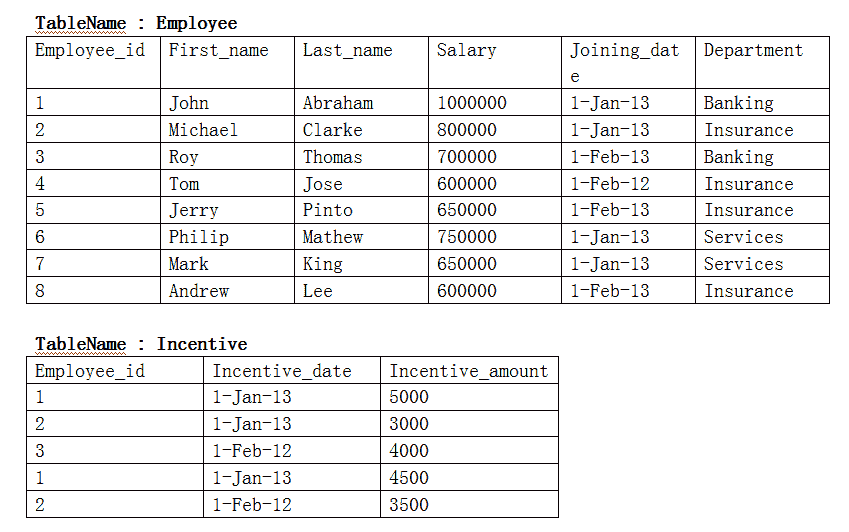 TableName : Employee
Employee_id First_name Last_name Salary Joining_dat Department
e
1 John Abraham 1000000 1-Jan-13 Banking
2 Michael Clarke 800000 1-Jan-13 Insurance
3 Roy Thomas 700000 1-Feb-13 Banking
4 Tom Jose 600000 1-Feb-12 Insurance
5 Jerry Pinto 650000 1-Feb-13 Insurance
6 Philip Mathew 750000 1-Jan-13 Services
7 Mark King 650000 1-Jan-13 Services
8 Andrew Lee 600000 1-Feb-13 Insurance
TableName : Incentive
Employee_id Incentive_date Incentive_amount
1 1-Jan-13 5000
2 1-Jan-13 3000
3 1-Feb-12 4000
1 1-Jan-13 4500
2 1-Feb-12 3500